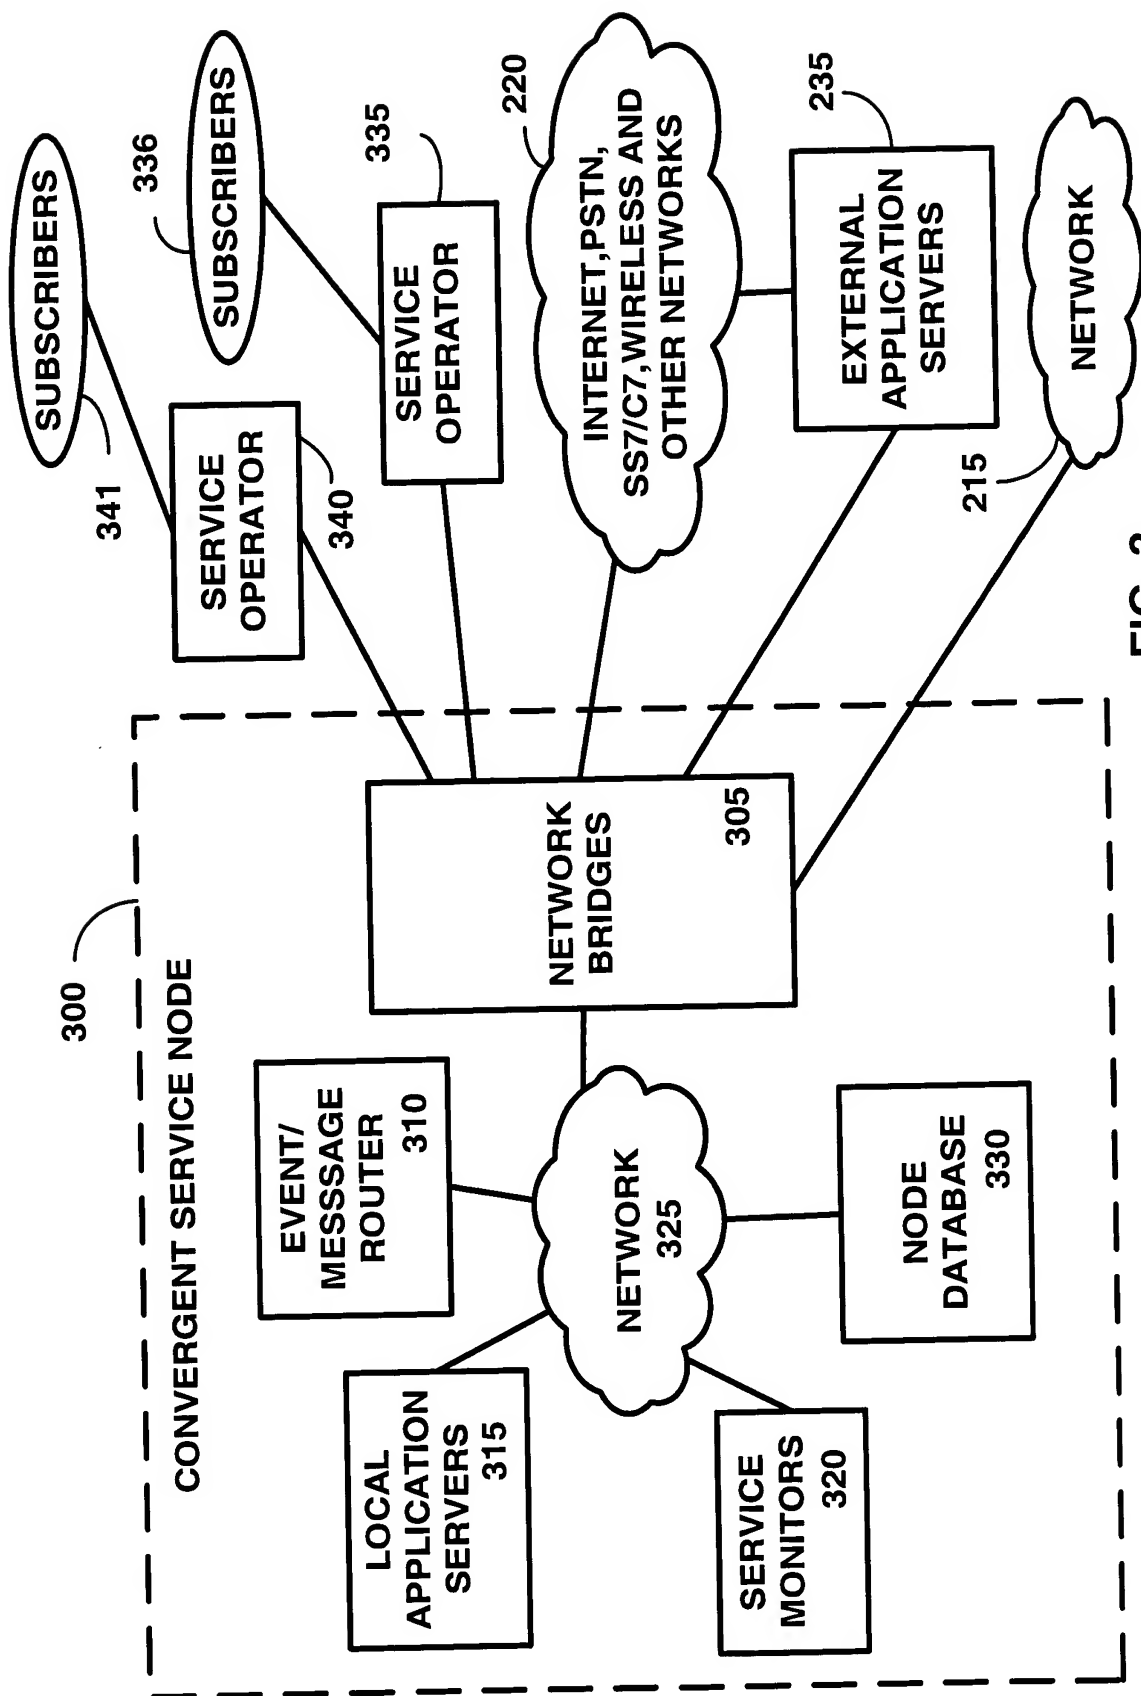 300
CONVERGENT SERVICE NODE
LOCAL
APPLICATION
SERVERS
315
EVENT/
MESSSAGE
ROUTER
310
SERVICE
MONITORS
320
NETWORK
325
NODE
DATABASE
330
NETWORK
BRIDGES
305
SUBSCRIBERS
341
SERVICE
OPERATOR
340
SUBSCRIBERS
336
SERVICE
OPERATOR
335
220
INTERNET,PSTN,
SS7/C7,WIRELESS AND
OTHER NETWORKS
235
EXTERNAL
APPLICATION
SERVERS
215
NETWORK
FIG.